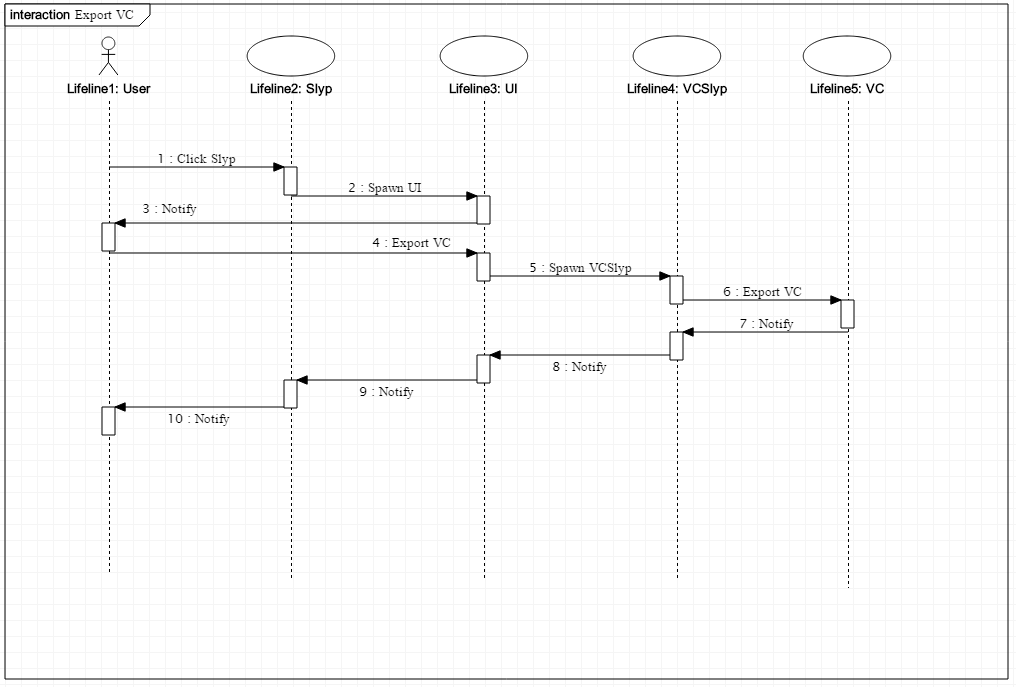 interaction Export VC
Lifeline1: User
Lifeline2: Slyp
Lifeline3: UI
Lifeline4: VCSlyp
Lifeline5: VC
1 : Click Slyp
2 : Spawn UI
3 : Notify
4 : Export VC
5 : Spawn VCSlyp
6 : Export VC
7 : Notify
8 : Notify
9 : Notify
10 : Notify